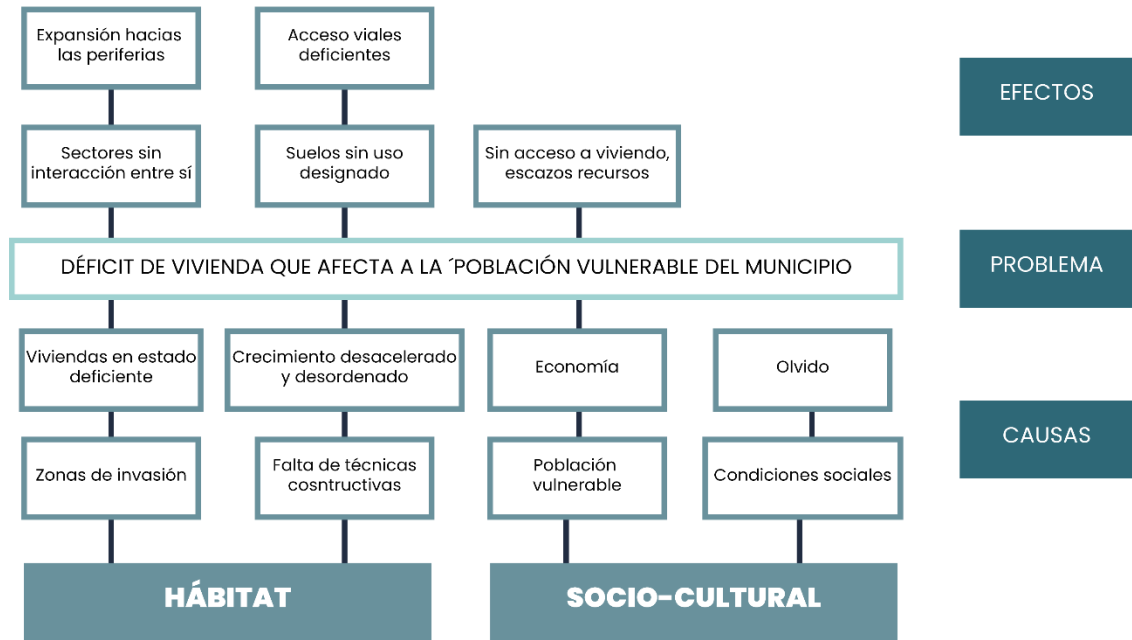 Expansión hacias
las periferias
Acceso viales
deficientes
EFECTOS
Sectores sin
interacción entre sí
Suelos sin uso
designado
Sin acceso a viviendo,
escazos recursos
DÉFICIT DE VIVIENDA QUE AFECTA A LA ´POBLACIÓN VULNERABLE DEL MUNICIPIO
PROBLEMA
Viviendas en estado
deficiente
Crecimiento desacelerado
y desordenado
Economía
Olvido
CAUSAS
Zonas de invasión
Falta de técnicas
cosntructivas
Población
vulnerable
Condiciones sociales
HÁBITAT
SOCIO-CULTURAL